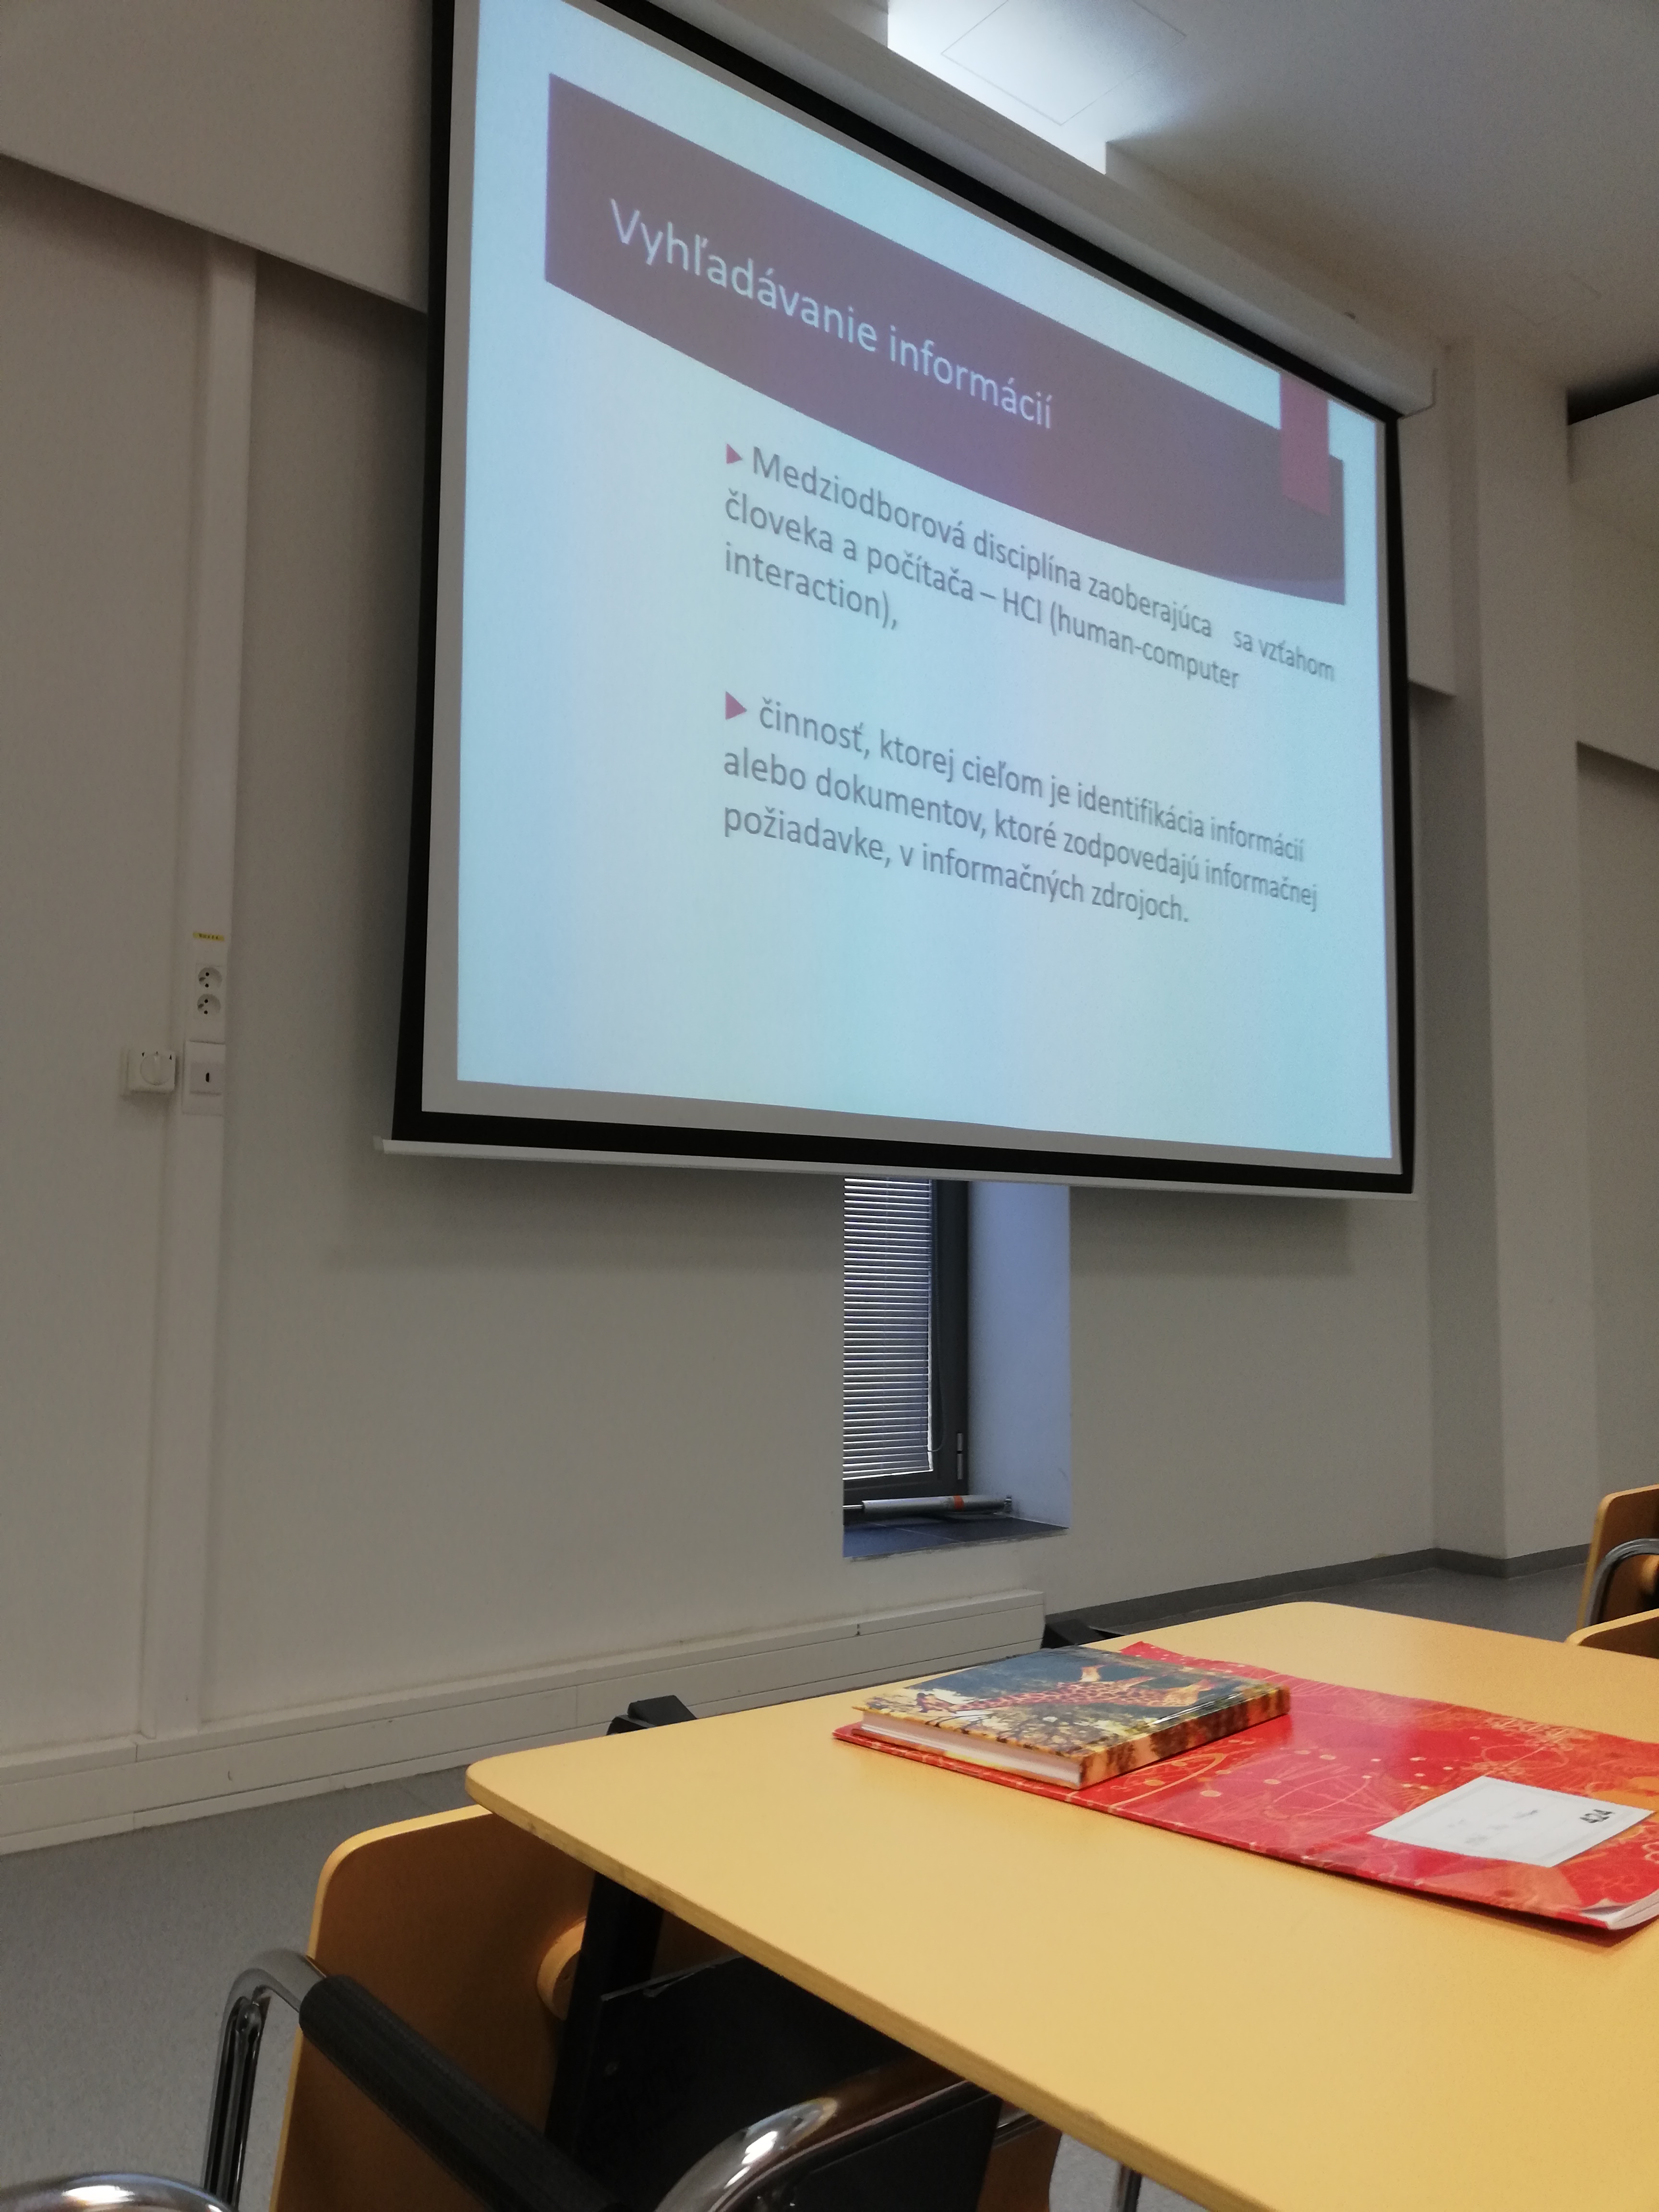 Vyhľadávanie informácií
Medziodborová disciplína zaoberajúca sa vzťahom
človeka a počítača – HCI (human-computer
interaction),
činnosť, ktorej cieľom je identifikácia informácií
alebo dokumentov, ktoré zodpovedajú informačnej
požiadavke, v informačných zdrojoch.